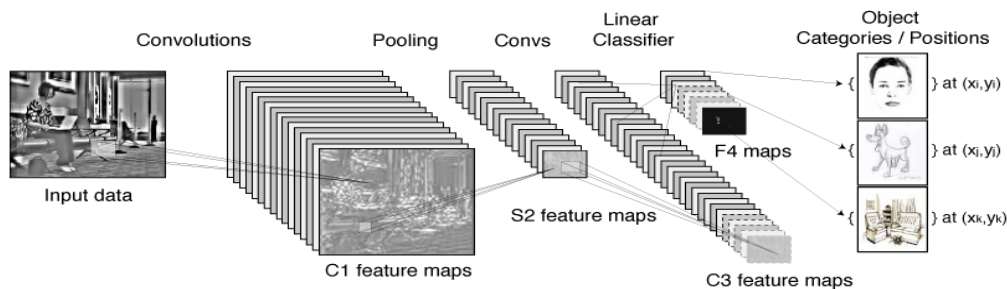 Convolutions
Pooling
Convs
Linear
Classifier
Object
Categories / Positions
{ } at (xi,yi)
{ } at (xj,yj)
{ } at (xk,yk)
Input data
C1 feature maps
S2 feature maps
C3 feature maps
F4 maps